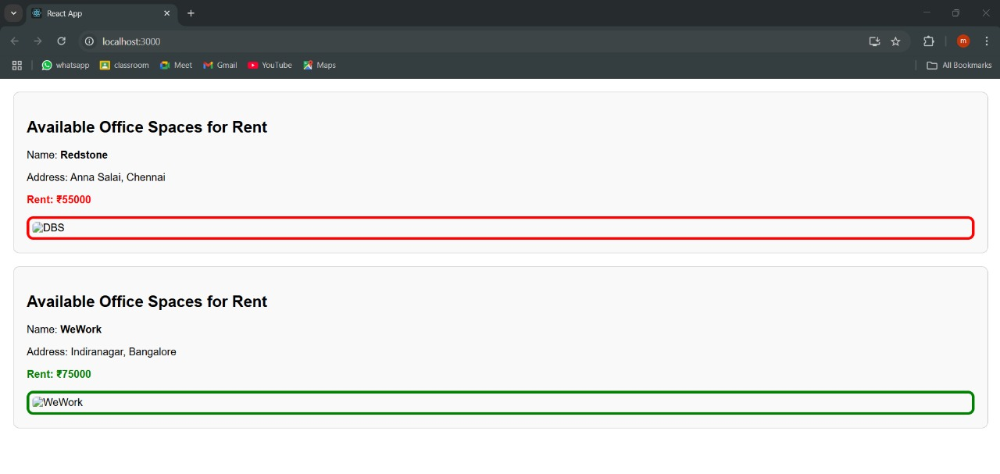 React App
localhost:3000
m
whatsapp classroom Meet Gmail YouTube Maps All Bookmarks
Available Office Spaces for Rent
Name: Redstone
Address: Anna Salai, Chennai
Rent: ₹55000
DBS
Available Office Spaces for Rent
Name: WeWork
Address: Indiranagar, Bangalore
Rent: ₹75000
WeWork